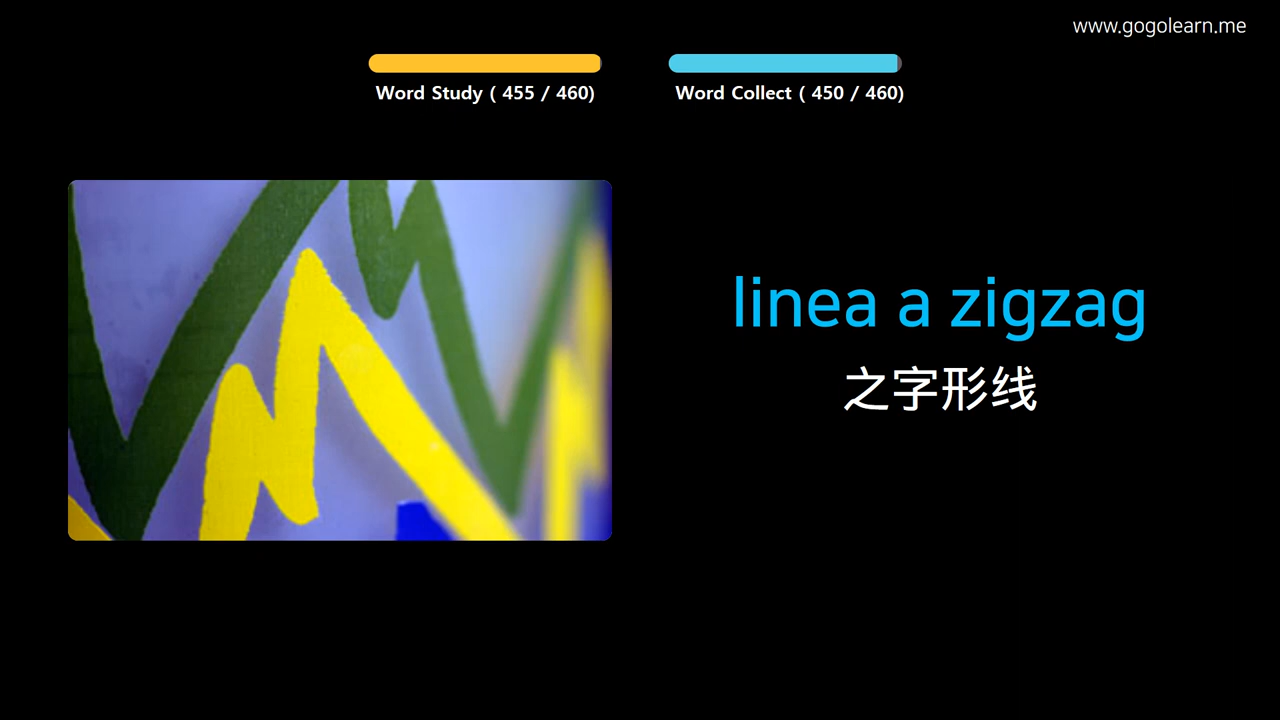 www.gogolearn.me
Word Study ( 455 / 460)
Word Collect ( 450 / 460)
linea a zigzag
之字形线